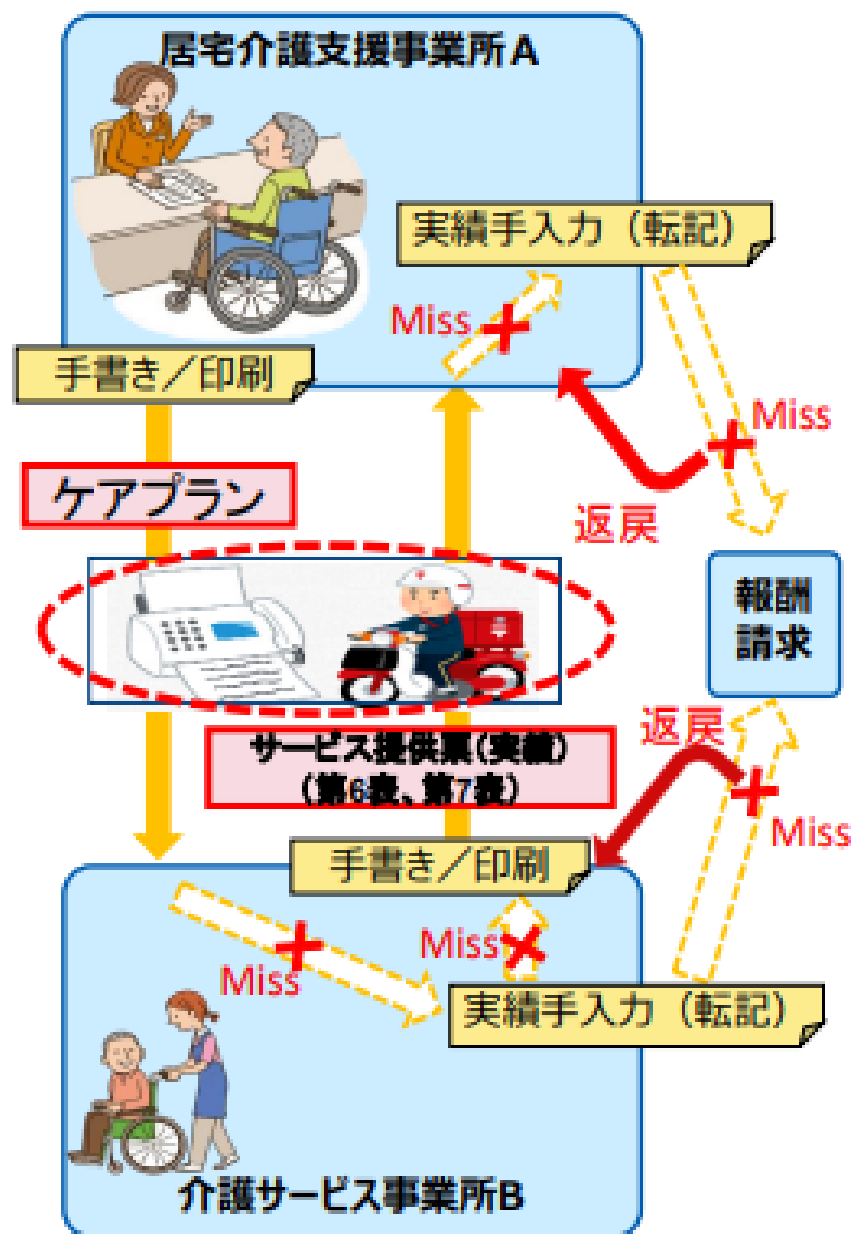 居宅介護支援事業所A
実績手入力（転記）
Miss
手書き／印刷
Miss
ケアプラン
返戻
報酬
請求
返戻
サービス提供票(実績)
(第6表、第7表)
Miss
手書き／印刷
Miss
Miss
実績手入力（転記）
介護サービス事業所B